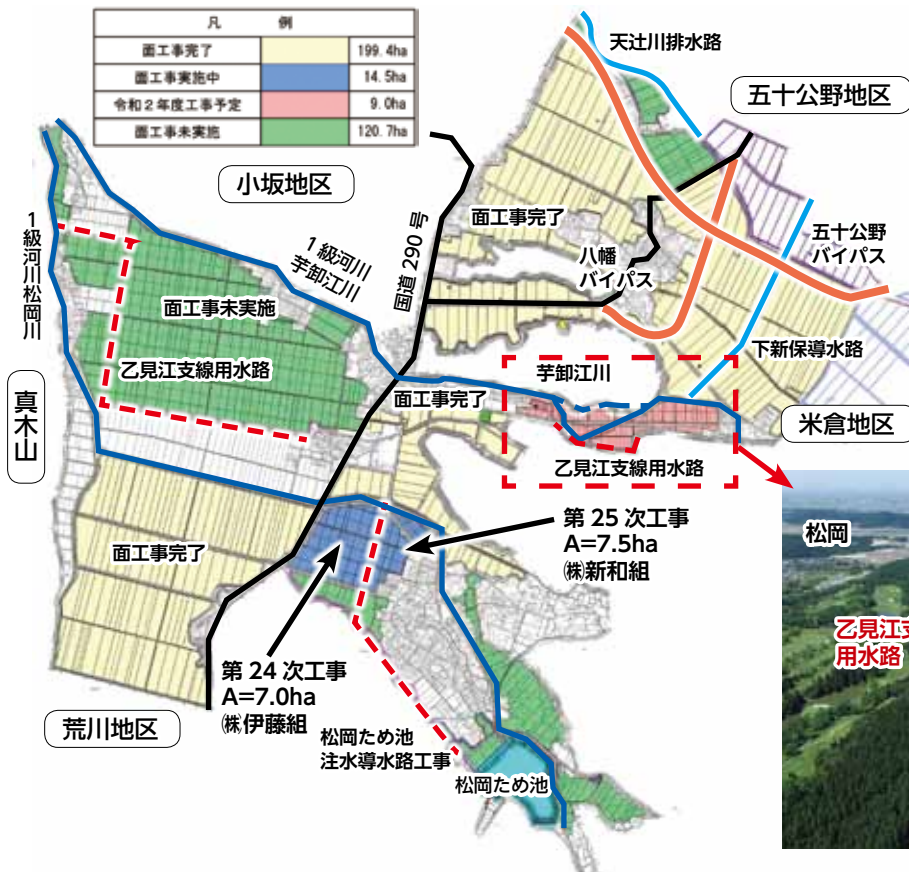 凡 例
面工事完了 199.4ha
面工事実施中 14.5ha
令和２年度工事予定 9.0ha
面工事未実施 120.7ha
天辻川排水路
五十公野地区
小坂地区
面工事完了
国道 290 号
八幡
バイパス
五十公野
バイパス
１級河川松岡川
１級河川
芋卸江川
面工事未実施
乙見江支線用水路
下新保導水路
芋卸江川
面工事完了
真木山
米倉地区
乙見江支線用水路
面工事完了
第 25 次工事
A=7.5ha
㈱新和組
松岡
乙見江支
用水路
第 24 次工事
A=7.0ha
㈱伊藤組
荒川地区
松岡ため池
注水導水路工事
松岡ため池